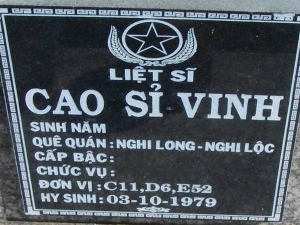 LIỆT SĨ
CAO SỈ VINH
SINH NĂM
QUÊ QUÁN: NGHI LONG - NGHI LỘC
CẤP BẬC:
CHỨC VỤ:
ĐƠN VỊ: C11,D6,E52
HY SINH: 03-10-1979